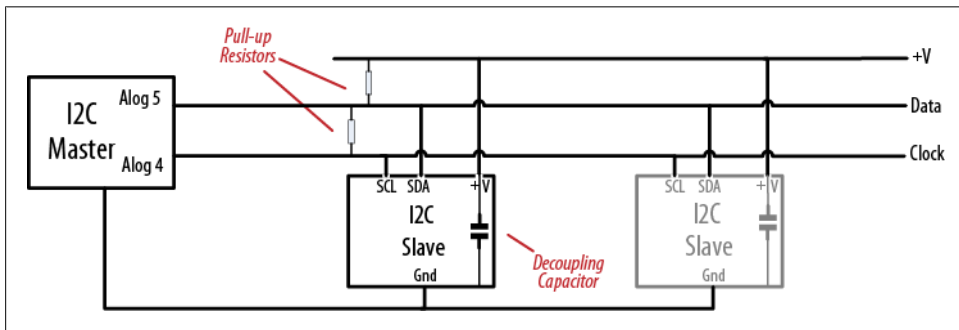 Pull-up
Resistors
+V
I2C
Master
Alog 5
Alog 4
Data
Clock
SCL SDA + V
I2C
Slave
Gnd
Decoupling
Capacitor
SCL SDA + V
I2C
Slave
Gnd